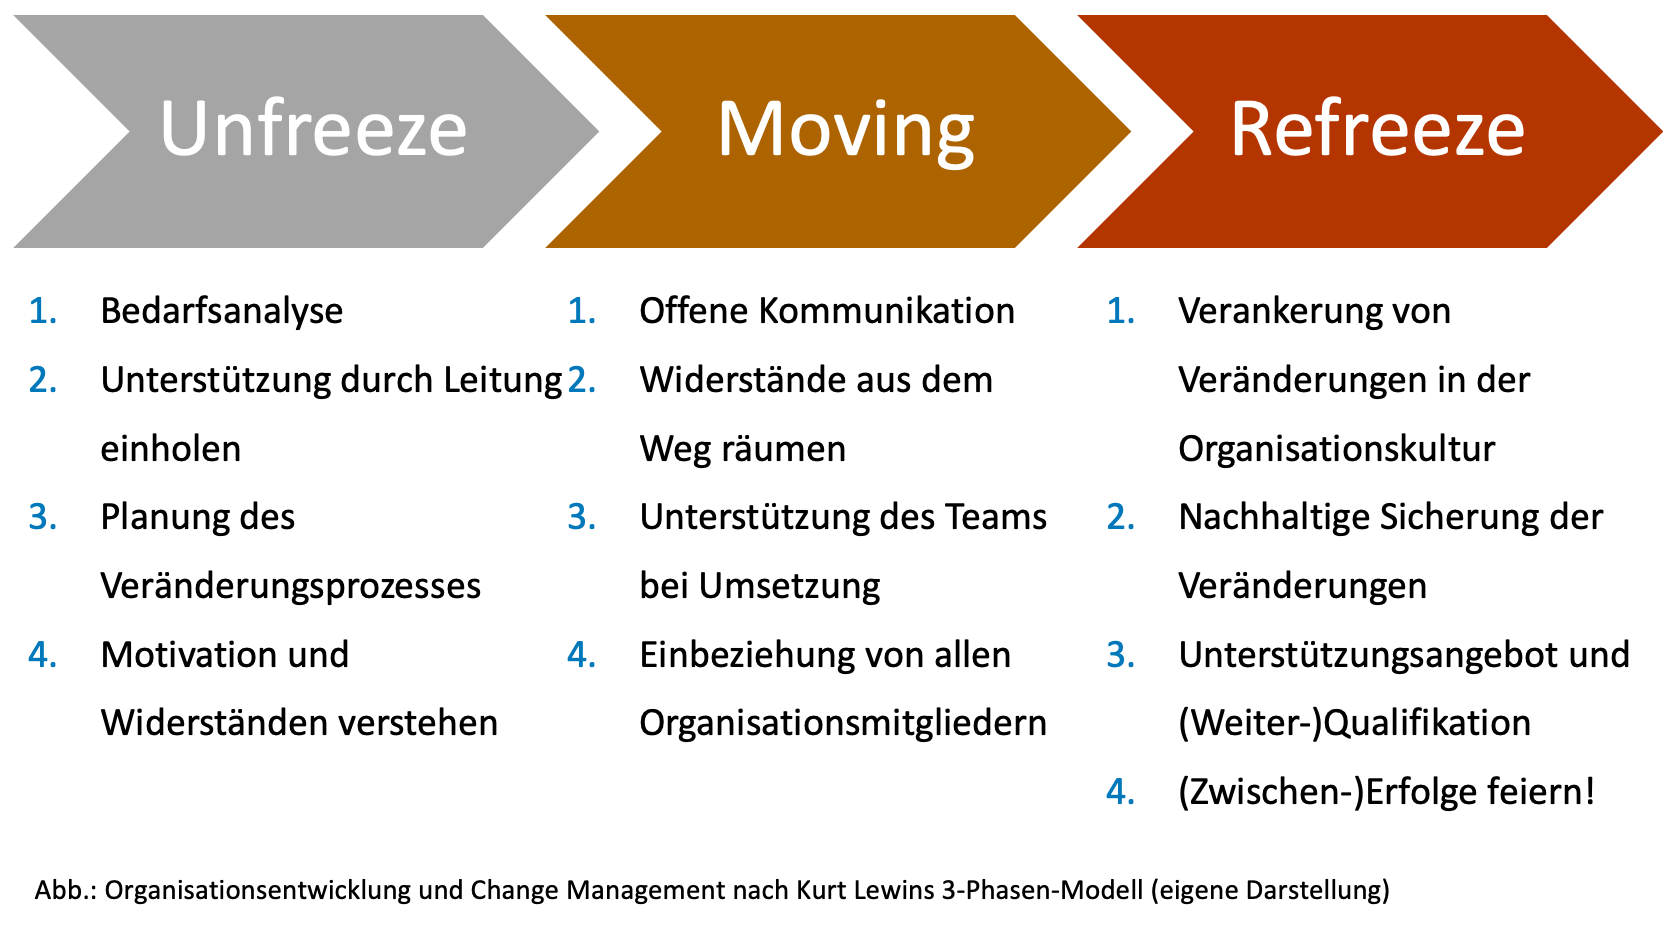 Unfreeze
Moving
Refreeze
1. Bedarfsanalyse
2. Unterstützung durch Leitung
einholen
3. Planung des
Veränderungsprozesses
4. Motivation und
Widerständen verstehen
1. Offene Kommunikation
2. Widerstände aus dem
Weg räumen
3. Unterstützung des Teams
bei Umsetzung
4. Einbeziehung von allen
Organisationsmitgliedern
1. Verankerung von
Veränderungen in der
Organisationskultur
2. Nachhaltige Sicherung der
Veränderungen
3. Unterstützungsangebot und
(Weiter-)Qualifikation
4. (Zwischen-)Erfolge feiern!
Abb.: Organisationsentwicklung und Change Management nach Kurt Lewins 3-Phasen-Modell (eigene Darstellung)